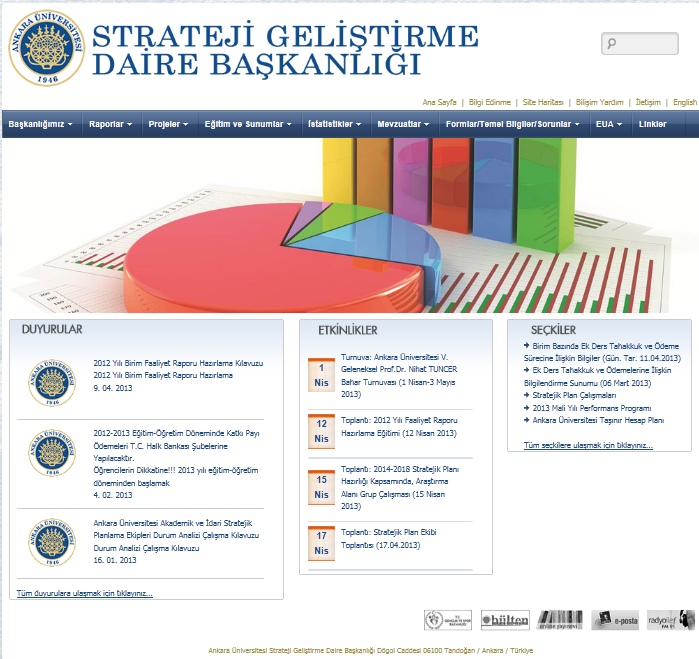 ANKARA ÜNİVERSİTESİ
1946
STRATEJİ GELİŞTİRME
DAİRE BAŞKANLIĞI
Ana Sayfa | Bilgi Edinme | Site Haritası | Bilişim Yardım | İletişim | English
Başkanlığımız Raporlar Projeler Eğitim ve Sunumlar İstatistikler Mevzuatlar Formlar/Temel Bilgiler/Sorunlar EUA Linkler
DUYURULAR
2012 Yılı Birim Faaliyet Raporu Hazırlama Kılavuzu
2012 Yılı Birim Faaliyet Raporu Hazırlama
9. 04. 2013
2012-2013 Eğitim-Öğretim Döneminde Katkı Payı
Ödemeleri T.C. Halk Bankası Şubelerine
Yapılacaktır.
Öğrencilerin Dikkatine!!! 2013 yılı eğitim-öğretim
döneminden başlamak
4. 02. 2013
Ankara Üniversitesi Akademik ve İdari Stratejik
Planlama Ekipleri Durum Analizi Çalışma Kılavuzu
Durum Analizi Çalışma Kılavuzu
16. 01. 2013
Tüm duyurulara ulaşmak için tıklayınız...
ETKİNLİKLER
1
Nis
Turnuva: Ankara Üniversitesi V.
Geleneksel Prof.Dr. Nihat TUNCER
Bahar Turnuvası (1 Nisan-3 Mayıs
2013)
12
Nis
Toplantı: 2012 Yılı Faaliyet Raporu
Hazırlama Eğitimi (12 Nisan 2013)
15
Nis
Toplantı: 2014-2018 Stratejik Planı
Hazırlığı Kapsamında, Araştırma
Alanı Grup Çalışması (15 Nisan
2013)
17
Nis
Toplantı: Stratejik Plan Ekibi
Toplantısı (17.04.2013)
SEÇKİLER
Birim Bazında Ek Ders Tahakkuk ve Ödeme
Sürecine İlişkin Bilgiler (Gün. Tar. 11.04.2013)
Ek Ders Tahakkuk ve Ödemelerine İlişkin
Bilgilendirme Sunumu (06 Mart 2013)
Stratejik Plan Çalışmaları
2013 Mali Yılı Performans Programı
Ankara Üniversitesi Taşınır Hesap Planı
Tüm seçkilere ulaşmak için tıklayınız...
bülten
online yayınevi
e-posta
radyoilef
Ankara Üniversitesi Strateji Geliştirme Daire Başkanlığı Dögol Caddesi 06100 Tandoğan / Ankara / Türkiye